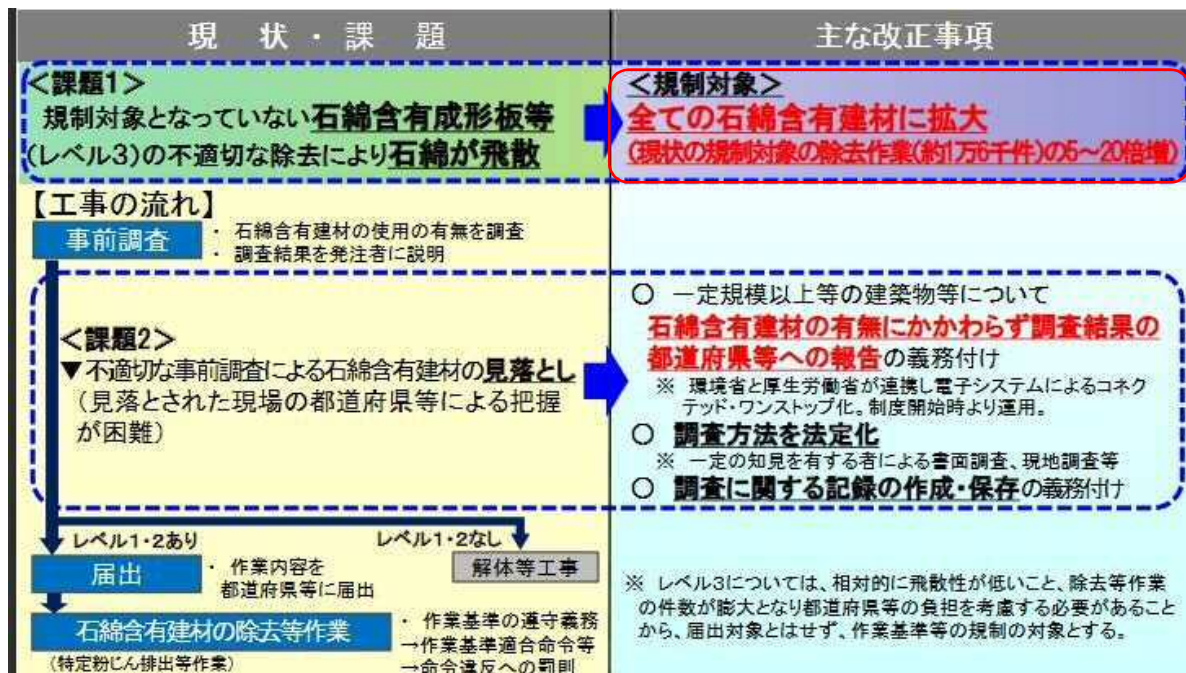 現 状・課 題
主な改正事項
＜課題1＞
規制対象となっていない石綿含有成形板等
(レベル3)の不適切な除去により石綿が飛散
＜規制対象＞
全ての石綿含有建材に拡大
(現状の規制対象の除去作業(約1万6千件)の5～20倍増)
【工事の流れ】
事前調査
・ 石綿含有建材の使用の有無を調査
・ 調査結果を発注者に説明
＜課題2＞
▼不適切な事前調査による石綿含有建材の見落とし
（見落とされた現場の都道府県等による把握
が困難）
○ 一定規模以上等の建築物等について
石綿含有建材の有無にかかわらず調査結果の
都道府県等への報告の義務付け
※ 環境省と厚生労働省が連携し電子システムによるコネク
テッド・ワンストップ化。制度開始時より運用。
○ 調査方法を法定化
※ 一定の知見を有する者による書面調査、現地調査等
○ 調査に関する記録の作成・保存の義務付け
レベル1・2あり
レベル1・2なし
届出
・ 作業内容を
都道府県等に届出
解体等工事
石綿含有建材の除去等作業
(特定粉じん排出等作業)
・ 作業基準の遵守義務
→作業基準適合命令等
→命令違反への罰則
※ レベル3については、相対的に飛散性が低いこと、除去等作業
の件数が膨大となり都道府県等の負担を考慮する必要があること
から、届出対象とはせず、作業基準等の規制の対象とする。